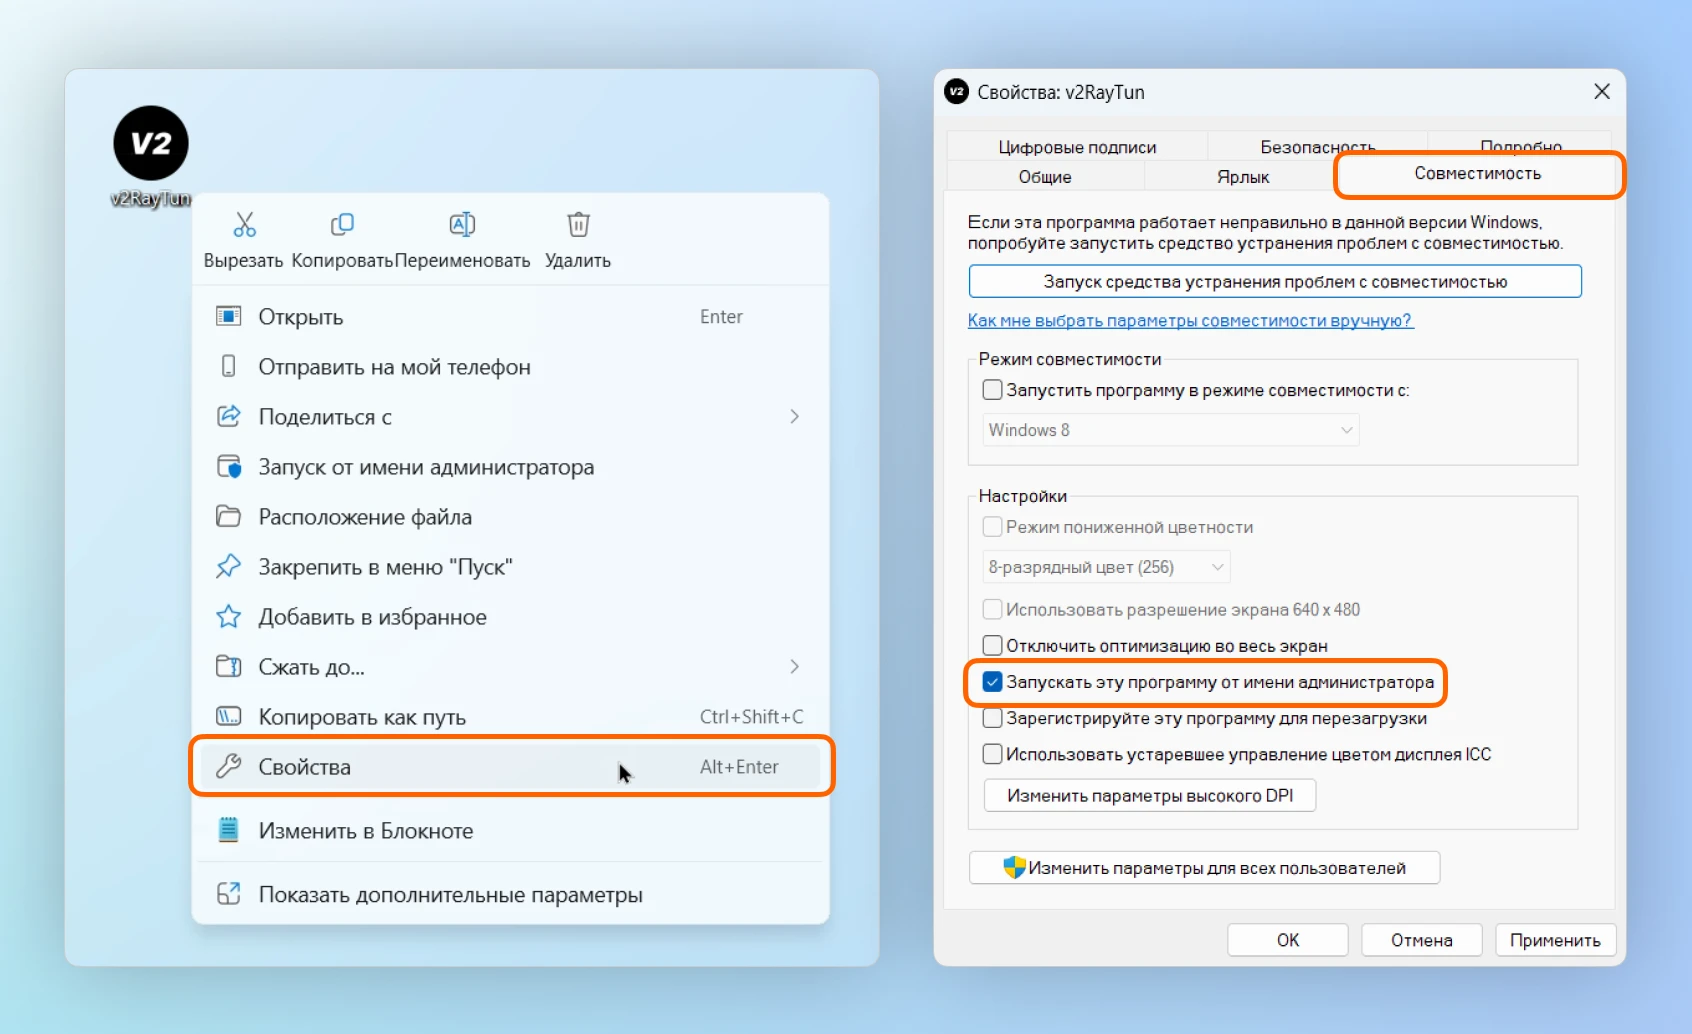 V2
v2RayTun
Вырезать
Копировать
Переименовать
Удалить
Открыть
Enter
Отправить на мой телефон
Поделиться с
Запуск от имени администратора
Расположение файла
Закрепить в меню "Пуск"
Добавить в избранное
Сжать до...
Копировать как путь
Ctrl+Shift+C
Свойства
Alt+Enter
Изменить в Блокноте
Показать дополнительные параметры
V2
Свойства: v2RayTun
Цифровые подписи
Безопасность
Подробно
Общие
Ярлык
Совместимость
Если эта программа работает неправильно в данной версии Windows,
попробуйте запустить средство устранения проблем с совместимостью.
Запуск средства устранения проблем с совместимостью
Как мне выбрать параметры совместимости вручную?
Режим совместимости
Запустить программу в режиме совместимости с:
Windows 8
Настройки
Режим пониженной цветности
8-разрядный цвет (256)
Использовать разрешение экрана 640 x 480
Отключить оптимизацию во весь экран
Запускать эту программу от имени администратора
Зарегистрируйте эту программу для перезагрузки
Использовать устаревшее управление цветом дисплея ICC
Изменить параметры высокого DPI
Изменить параметры для всех пользователей
OK
Отмена
Применить